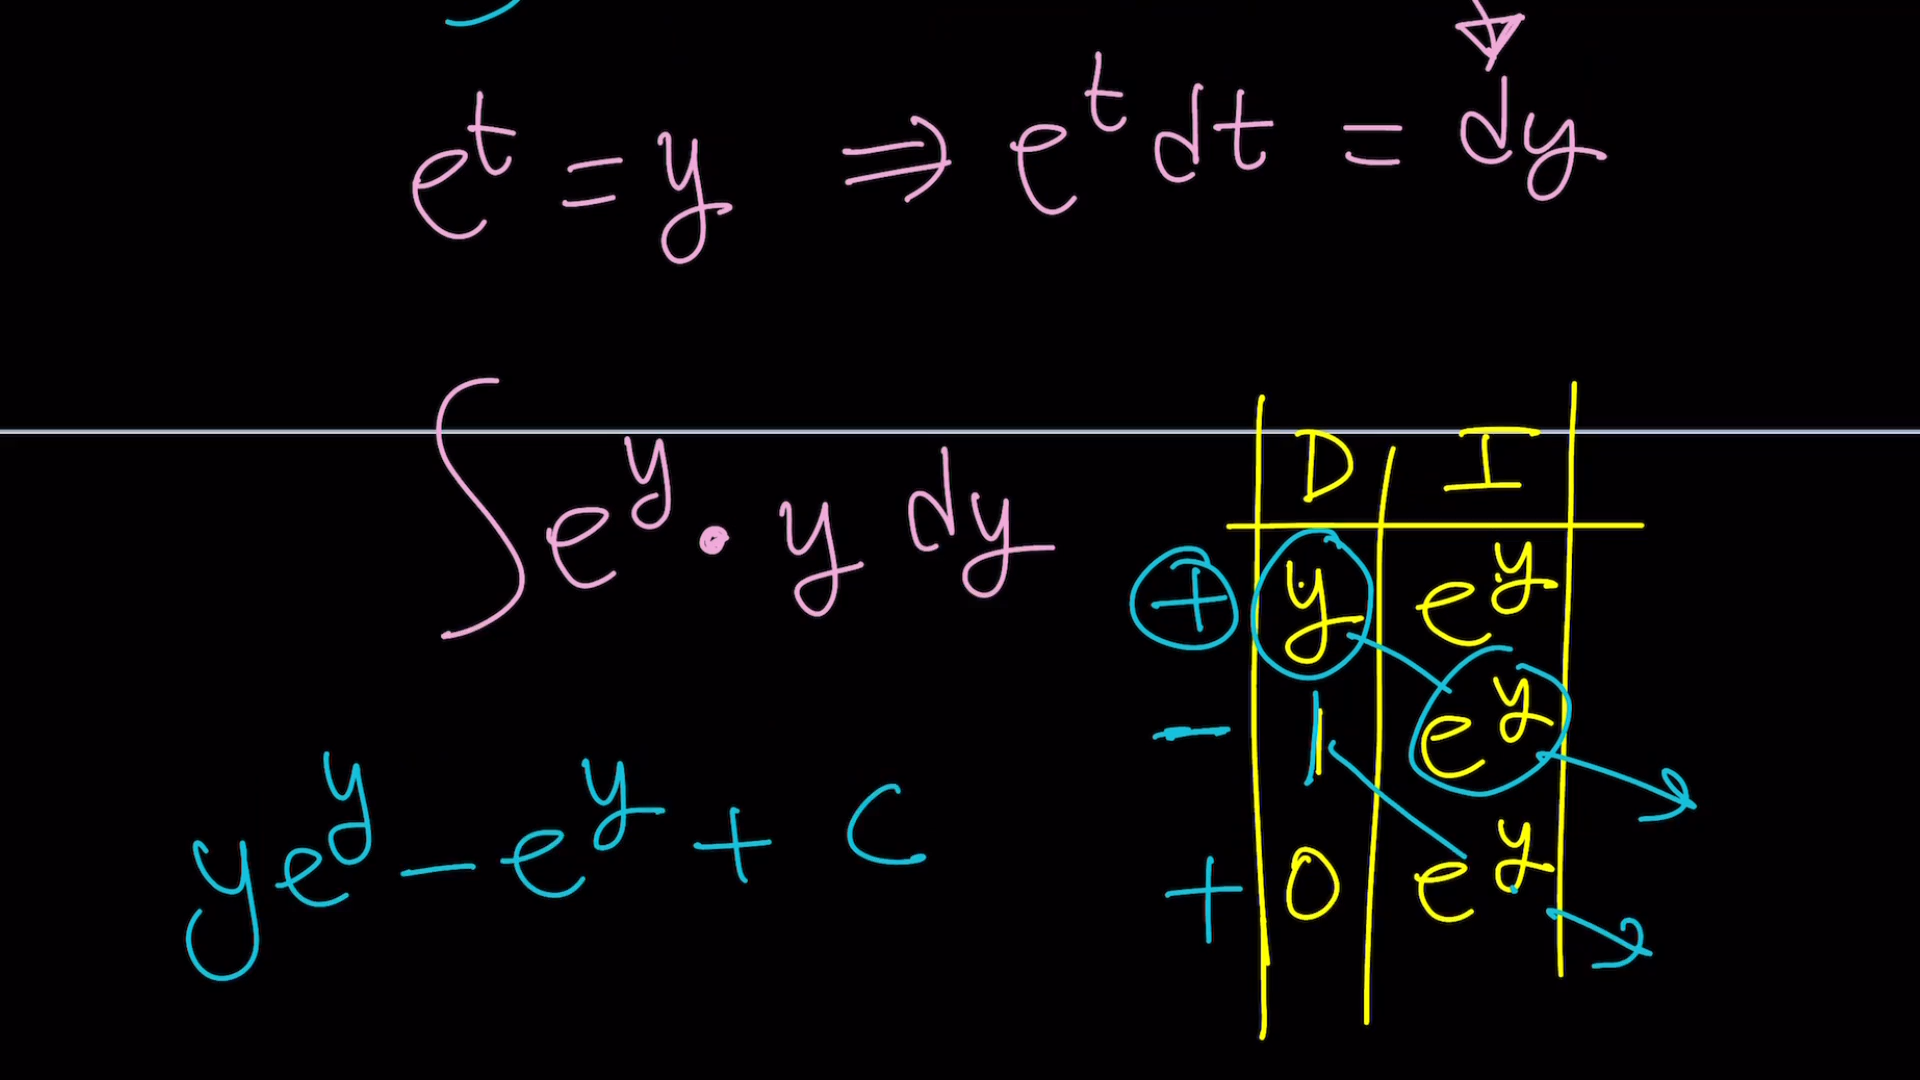 e^t = y ⇒ e^t dt = dy
∫ e^y · y dy
D I
+ y e^y
- 1 e^y
+ 0 e^y
ye^y - e^y + C